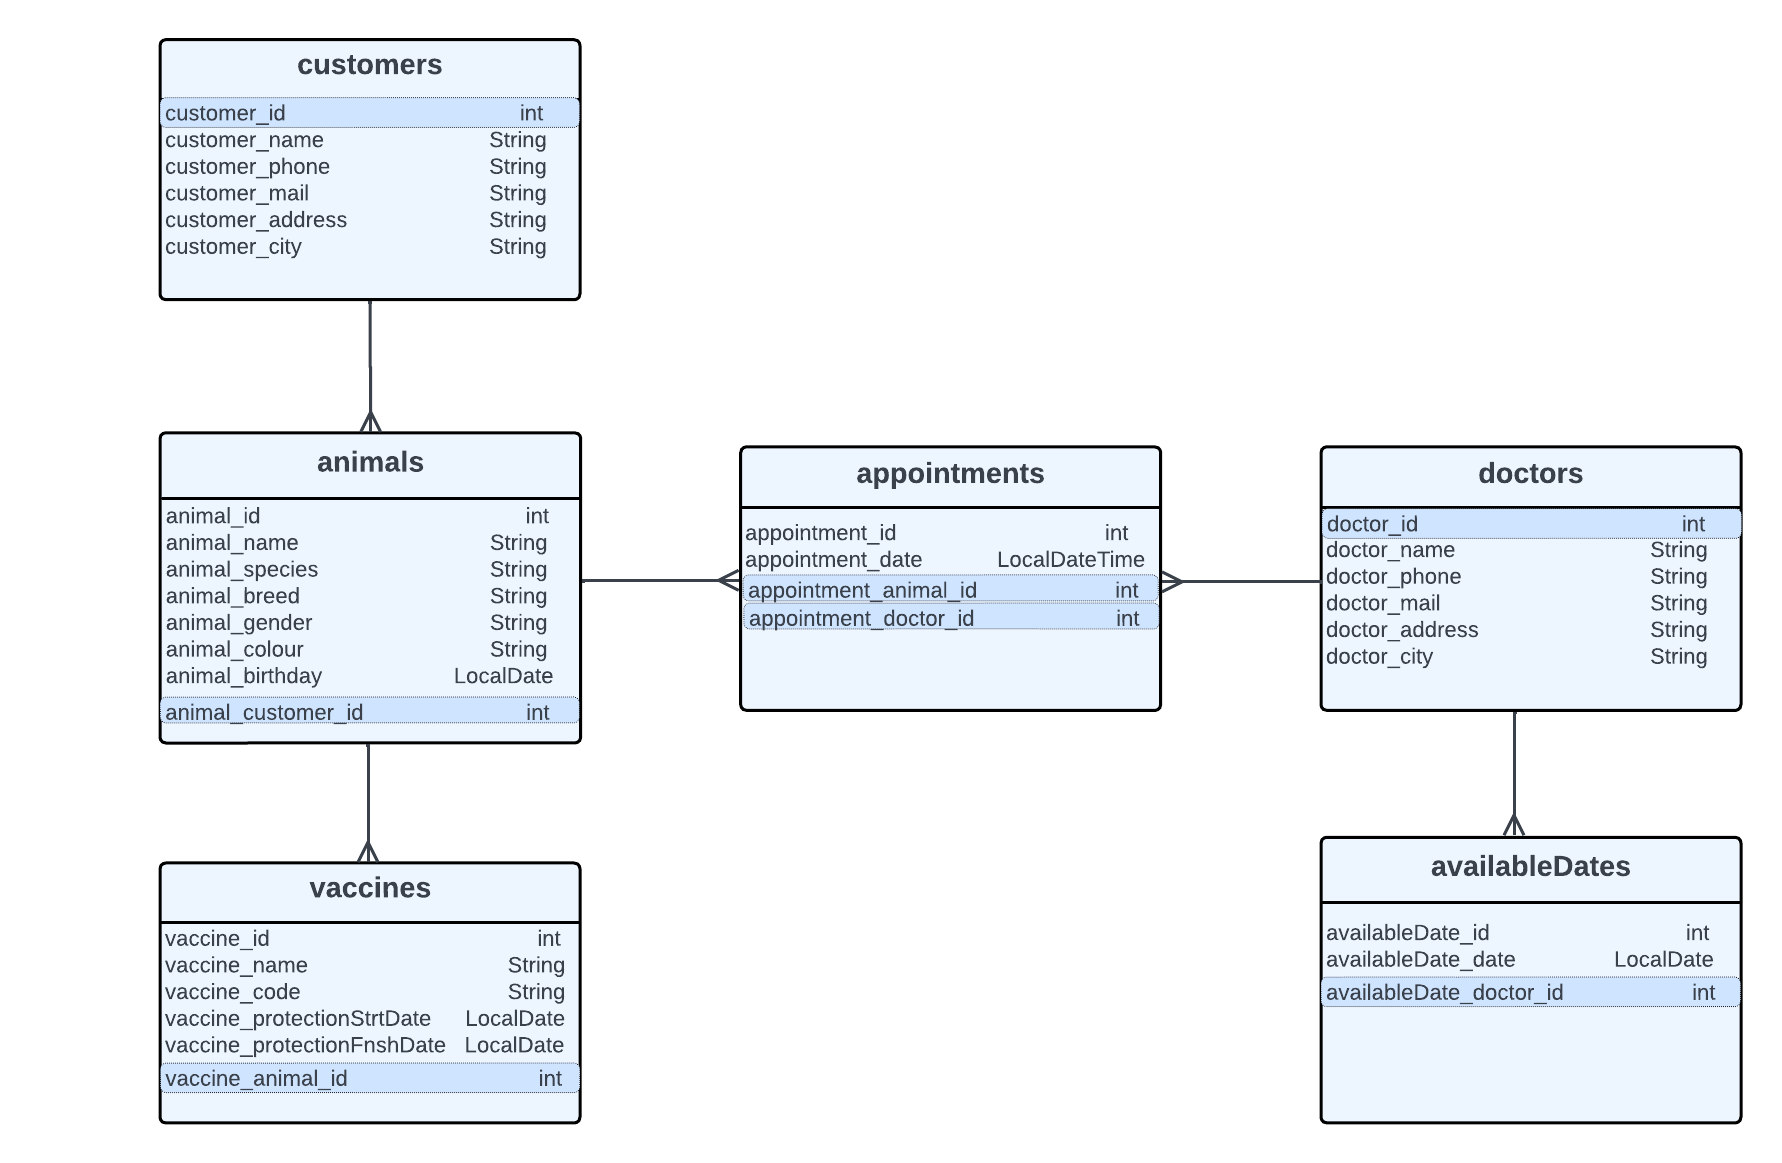 customers
customer_id int
customer_name String
customer_phone String
customer_mail String
customer_address String
customer_city String
animals
animal_id int
animal_name String
animal_species String
animal_breed String
animal_gender String
animal_colour String
animal_birthday LocalDate
animal_customer_id int
appointments
appointment_id int
appointment_date LocalDateTime
appointment_animal_id int
appointment_doctor_id int
doctors
doctor_id int
doctor_name String
doctor_phone String
doctor_mail String
doctor_address String
doctor_city String
vaccines
vaccine_id int
vaccine_name String
vaccine_code String
vaccine_protectionStrtDate LocalDate
vaccine_protectionFnshDate LocalDate
vaccine_animal_id int
availableDates
availableDate_id int
availableDate_date LocalDate
availableDate_doctor_id int